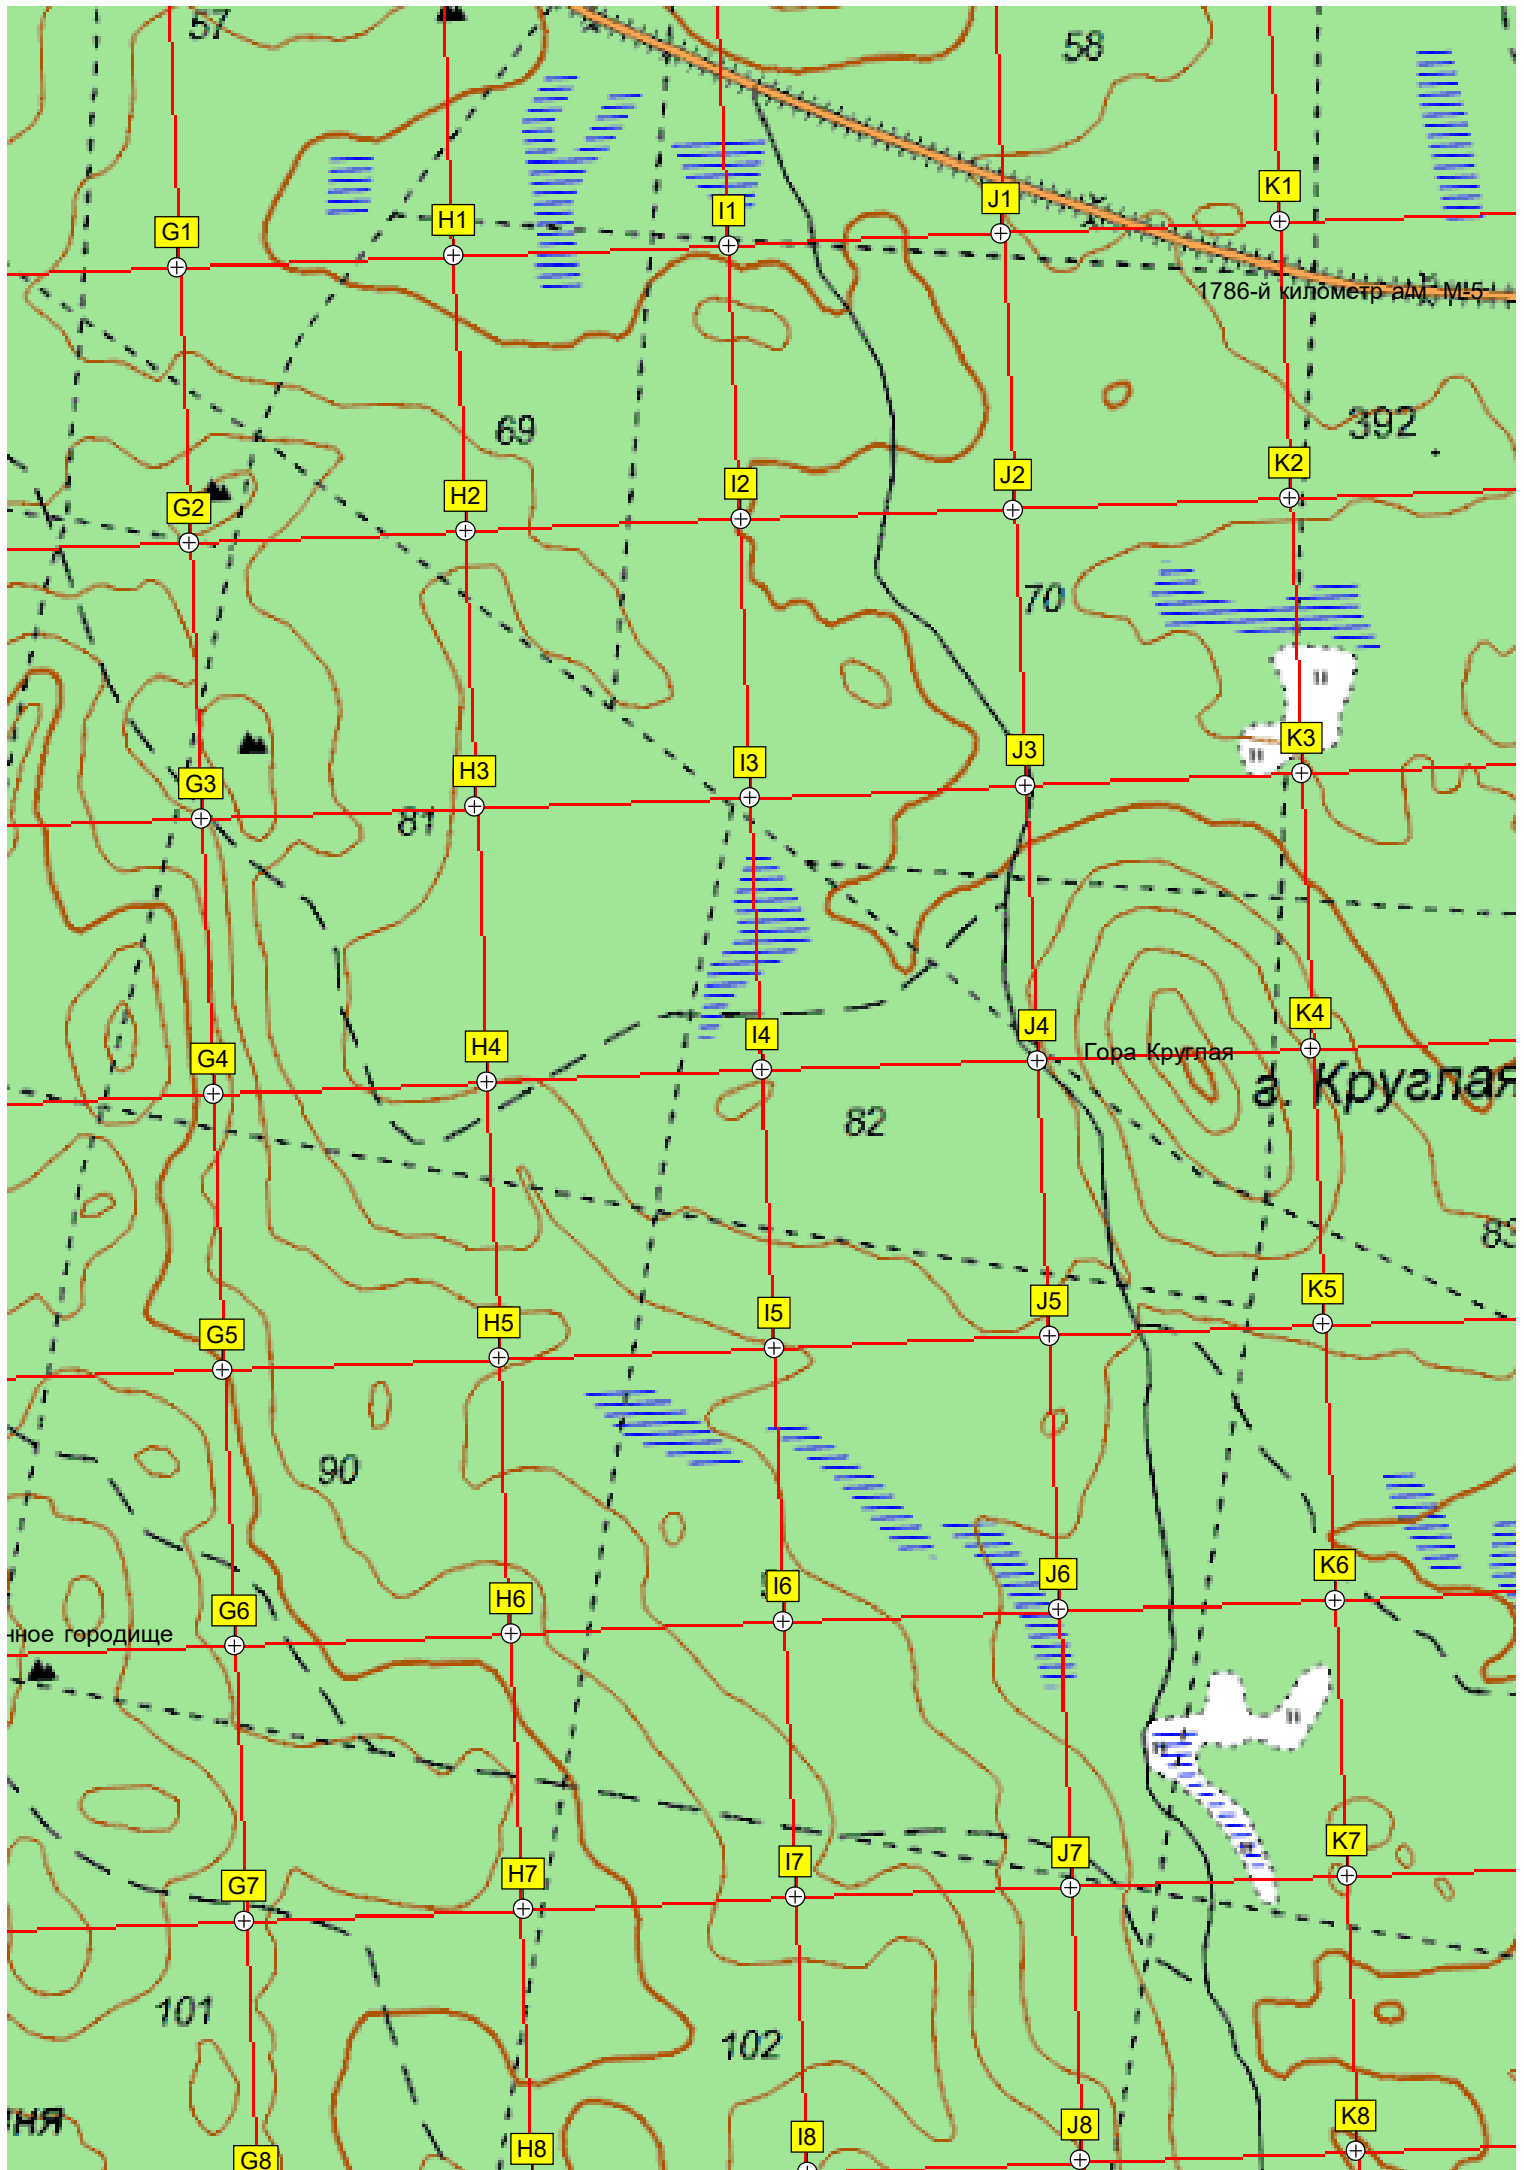 57
58
G1 H1 I1 J1 K1
1786-й километр а/м. М-5
69
392
G2 H2 I2 J2 K2
70
G3 H3 I3 J3 K3
81
G4 H4 I4 J4 K4
Гора Круглая
Круглая
82
83
G5 H5 I5 J5 K5
90
G6 H6 I6 J6 K6
нное городище
G7 H7 I7 J7 K7
101
102
ня
G8 H8 I8 J8 K8